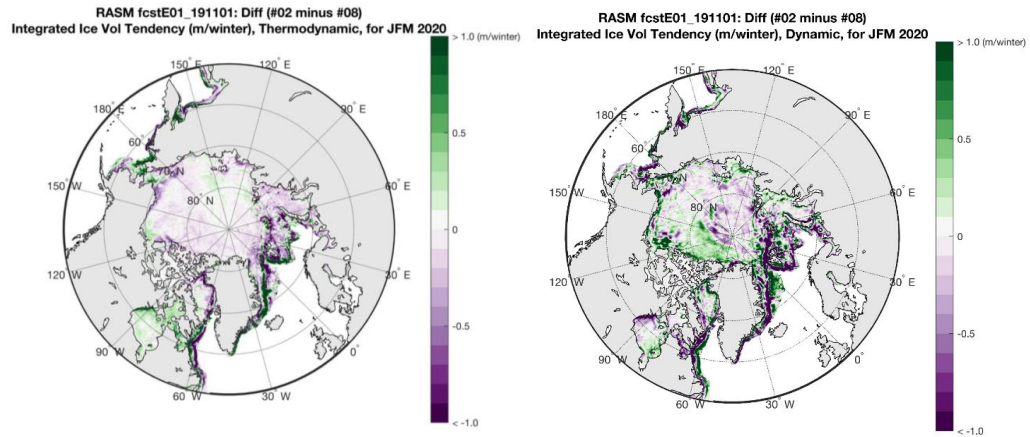 RASM fcstE01_191101: Diff (#02 minus #08)
Integrated Ice Vol Tendency (m/winter), Thermodynamic, for JFM 2020
> 1.0 (m/winter)
0.5
0
-0.5
< -1.0
150° E
120° E
90° E
60° E
30° E
0°
30° W
60° W
90 W
120° W
150° W
180° E
60° N
70° N
80° N
RASM fcstE01_191101: Diff (#02 minus #08)
Integrated Ice Vol Tendency (m/winter), Dynamic, for JFM 2020
> 1.0 (m/winter)
0.5
0
-0.5
< -1.0
150° E
120° E
90° E
60° E
30° E
0°
30° W
60° W
90° W
120° W
150° W
180° E
60° N
80° N